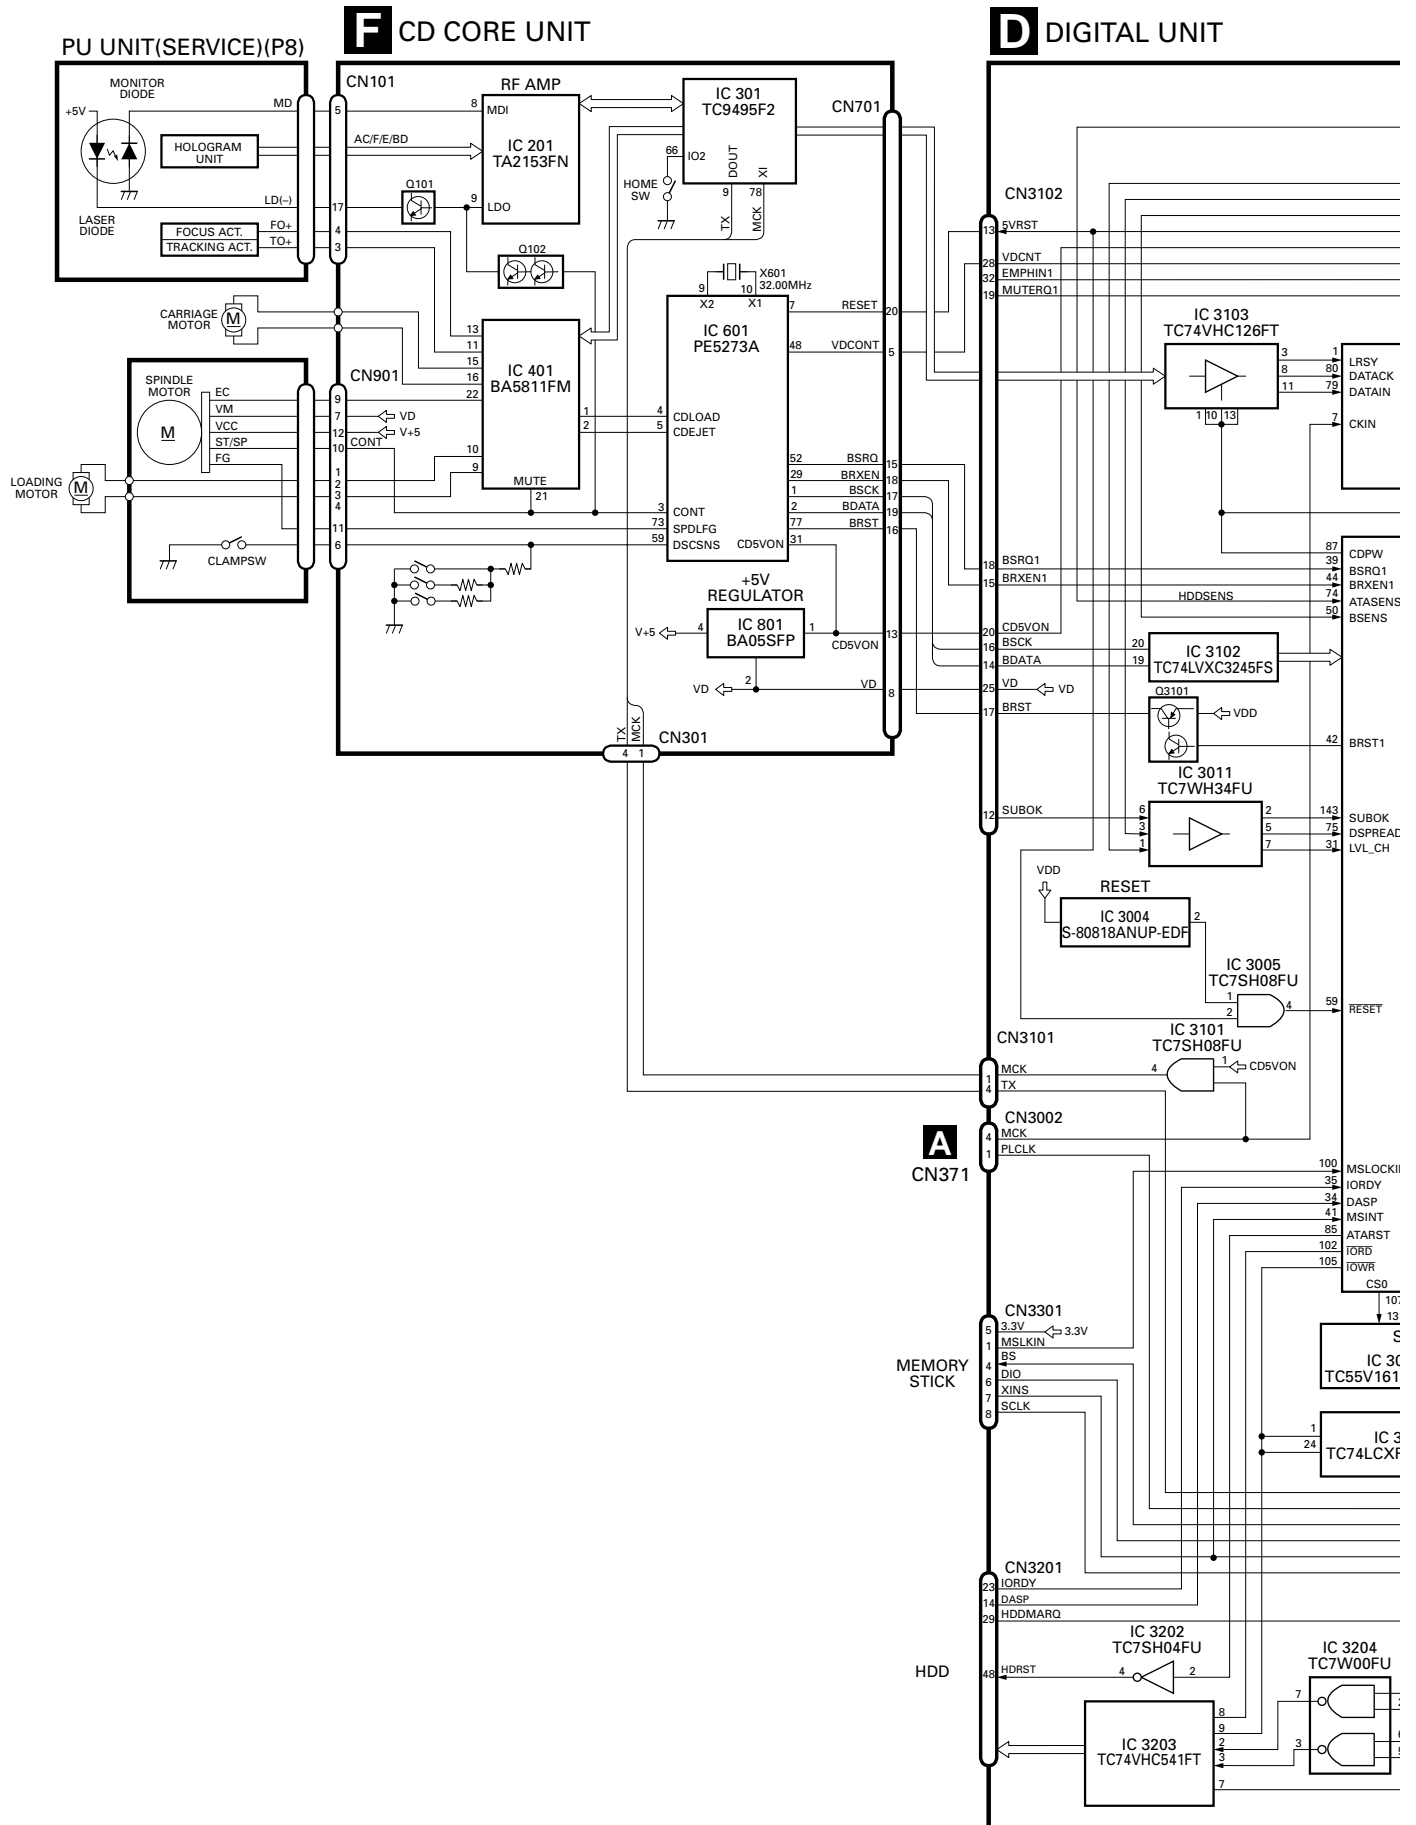 F CD CORE UNIT
D DIGITAL UNIT
PU UNIT(SERVICE)(P8)
MONITOR
DIODE
+5V
MD
HOLOGRAM
UNIT
LD(–)
LASER
DIODE
FOCUS ACT.
FO+
TRACKING ACT.
TO+
CARRIAGE
MOTOR
M
SPINDLE
MOTOR
M
EC
VM
VCC
ST/SP
FG
LOADING
MOTOR
M
CLAMPSW
CN101
5
AC/F/E/BD
17
4
3
CN901
9
7
VD
12
V+5
10
CONT
1
2
3
4
11
6
RF AMP
8
MDI
IC 201
TA2153FN
9
LDO
Q101
Q102
13
11
15
16
22
IC 401
BA5811FM
10
9
MUTE
21
1
2
IC 301
TC9495F2
66
IO2
HOME
SW
DOUT
XI
9
78
TX
MCK
X601
32.00MHz
9
10
X2
X1
IC 601
PE5273A
7
RESET
48
VDCONT
4
CDLOAD
5
CDEJET
52
BSRQ
29
BRXEN
1
BSCK
2
BDATA
77
BRST
3
CONT
73
SPDLFG
59
DSCSNS
CD5VON
31
+5V
REGULATOR
V+5
4
IC 801
BA05SFP
1
CD5VON
2
VD
VD
TX
MCK
CN301
4 1
CN701
20
5
15
18
17
19
16
13
8
CN3102
13
5VRST
28
VDCNT
32
EMPHIN1
19
MUTERQ1
18
BSRQ1
15
BRXEN1
20
CD5VON
16
BSCK
14
BDATA
25
VD
VD
17
BRST
12
SUBOK
IC 3103
TC74VHC126FT
3
8
11
1 10 13
1
LRSY
80
DATACK
79
DATAIN
7
CKIN
87
CDPW
39
BSRQ1
44
BRXEN1
HDDSENS
74
ATASENS
50
BSENS
20
19
IC 3102
TC74LVXC3245FS
Q3101
VDD
42
BRST1
IC 3011
TC7WH34FU
6
3
1
2
5
7
143
SUBOK
75
DSPREAD
31
LVL_CH
VDD
RESET
IC 3004
S-80818ANUP-EDF
2
IC 3005
TC7SH08FU
1
2
4
59
RESET
IC 3101
TC7SH08FU
4
1
CD5VON
CN3101
1
MCK
4
TX
CN3002
4
MCK
1
PLCLK
A
CN371
100
MSLOCKI
35
IORDY
34
DASP
41
MSINT
85
ATARST
102
IORD
105
IOWR
CS0
107
13
S
IC 30
TC55V161
1
24
IC 3
TC74LCXF
CN3301
MEMORY
STICK
5
3.3V
3.3V
1
MSLKIN
4
BS
6
DIO
7
XINS
8
SCLK
CN3201
23
IORDY
14
DASP
29
HDDMARQ
HDD
48
HDRST
IC 3202
TC7SH04FU
4
2
IC 3203
TC74VHC541FT
8
9
2
3
7
IC 3204
TC7W00FU
7
3